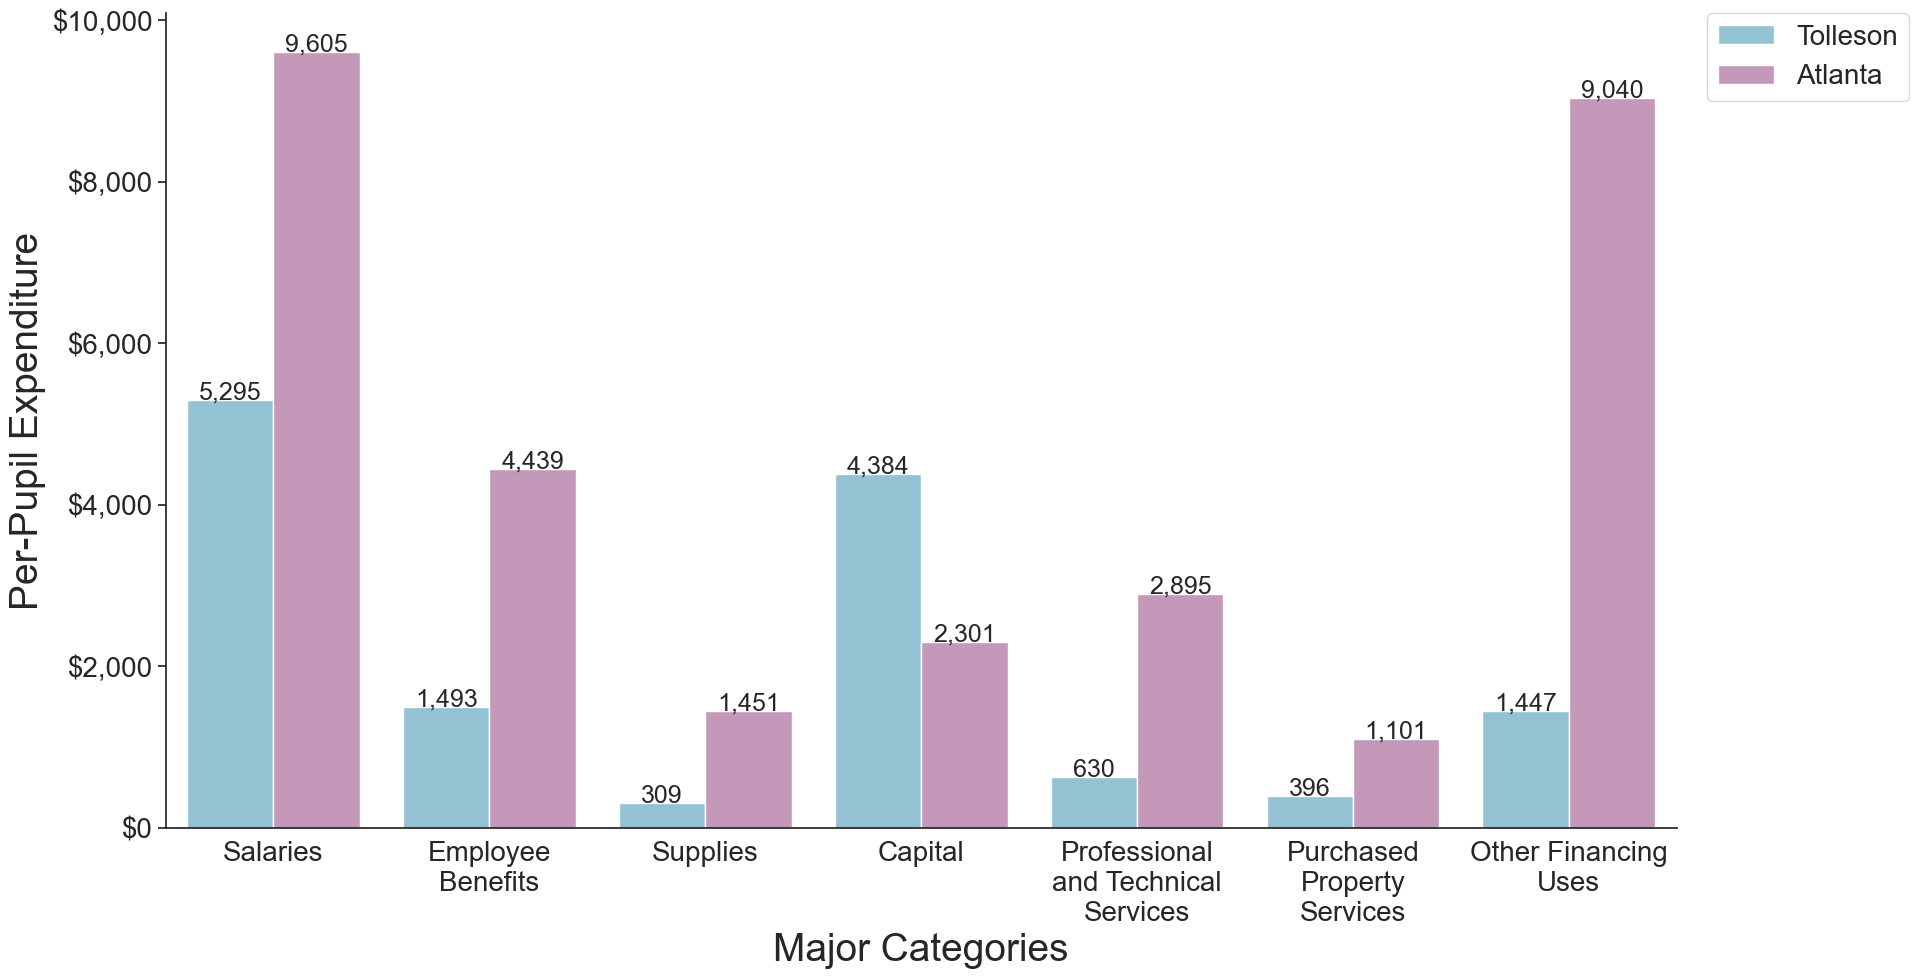 $10,000
$8,000
$6,000
$4,000
$2,000
$0
Per-Pupil Expenditure
5,295
9,605
1,493
4,439
309
1,451
4,384
2,301
630
2,895
396
1,101
1,447
9,040
Salaries
Employee
Benefits
Supplies
Capital
Professional
and Technical
Services
Purchased
Property
Services
Other Financing
Uses
Major Categories
Tolleson
Atlanta